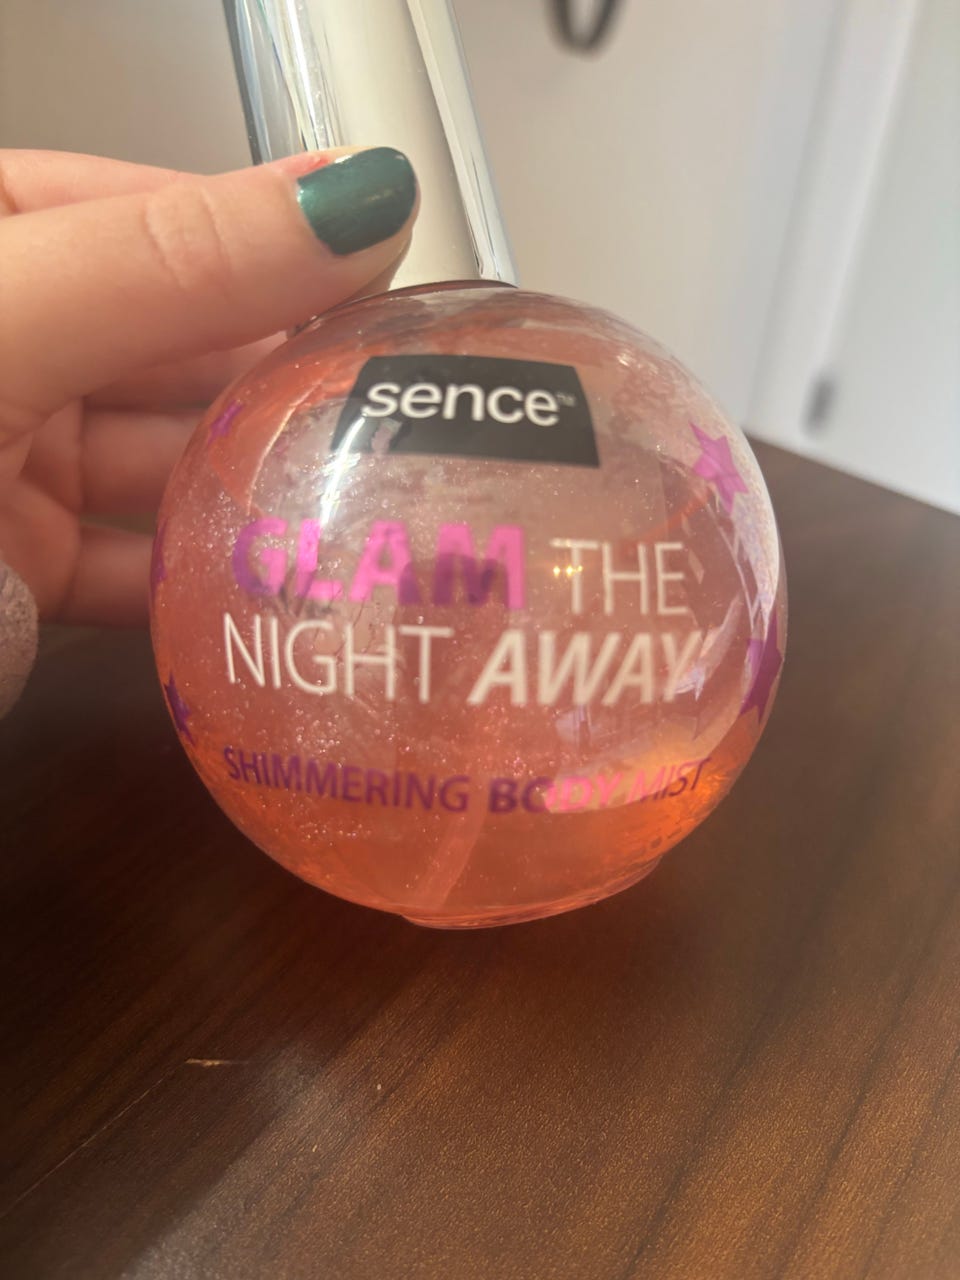 sence™
GLAM THE
NIGHT AWAY
SHIMMERING BODY MIST